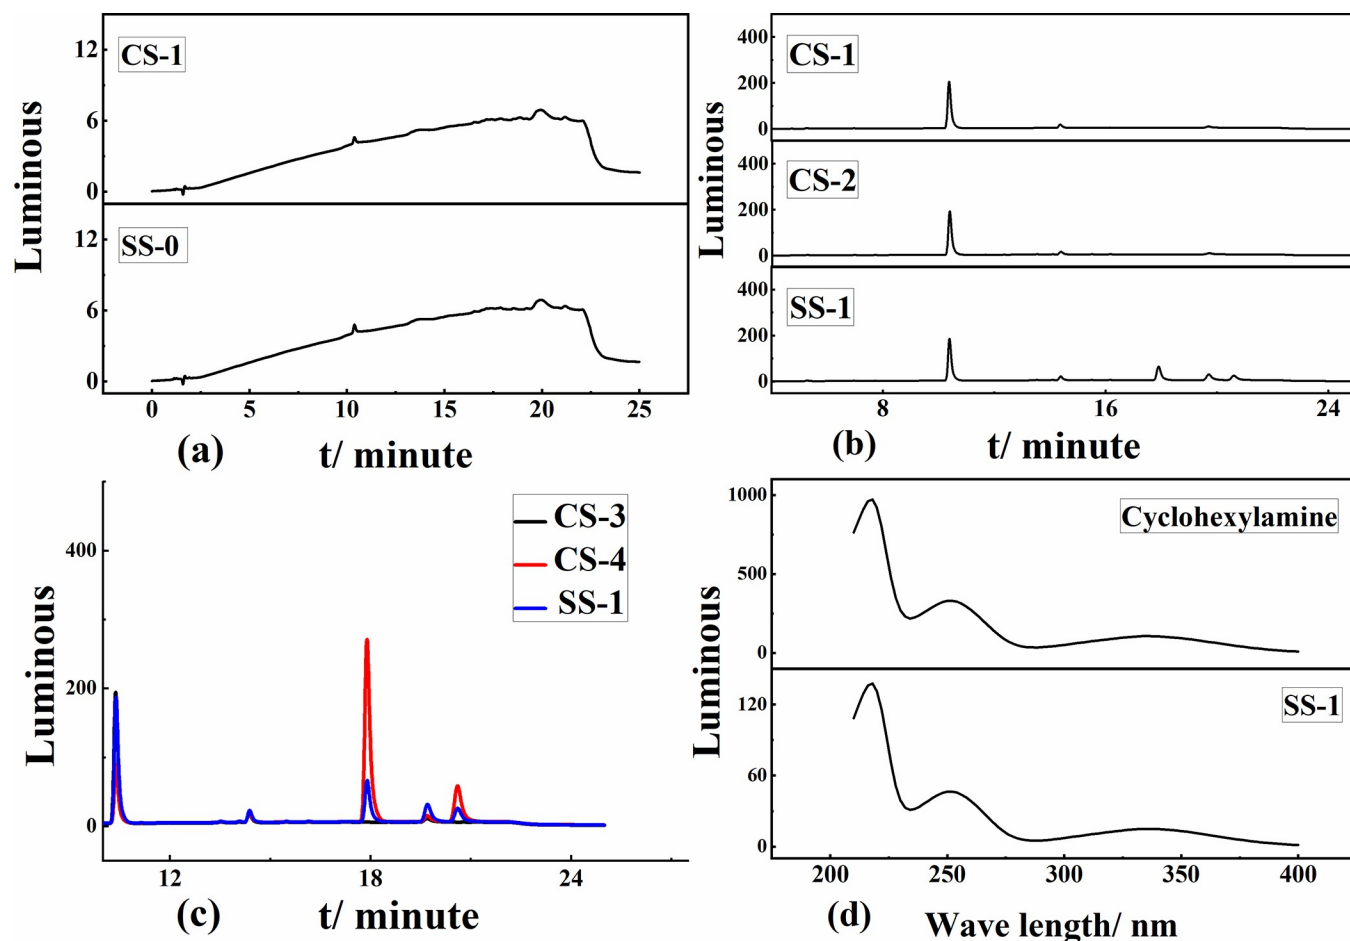 Luminous
12
6
0
CS-1
12
6
0
SS-0
0
5
10
15
20
25
(a)
t/ minute
Luminous
400
200
0
CS-1
400
200
0
CS-2
400
200
0
SS-1
8
16
24
(b)
t/ minute
Luminous
400
200
0
CS-3
CS-4
SS-1
12
18
24
(c)
t/ minute
Luminous
1000
500
0
Cyclohexylamine
120
60
0
SS-1
200
250
300
350
400
(d)
Wave length/ nm